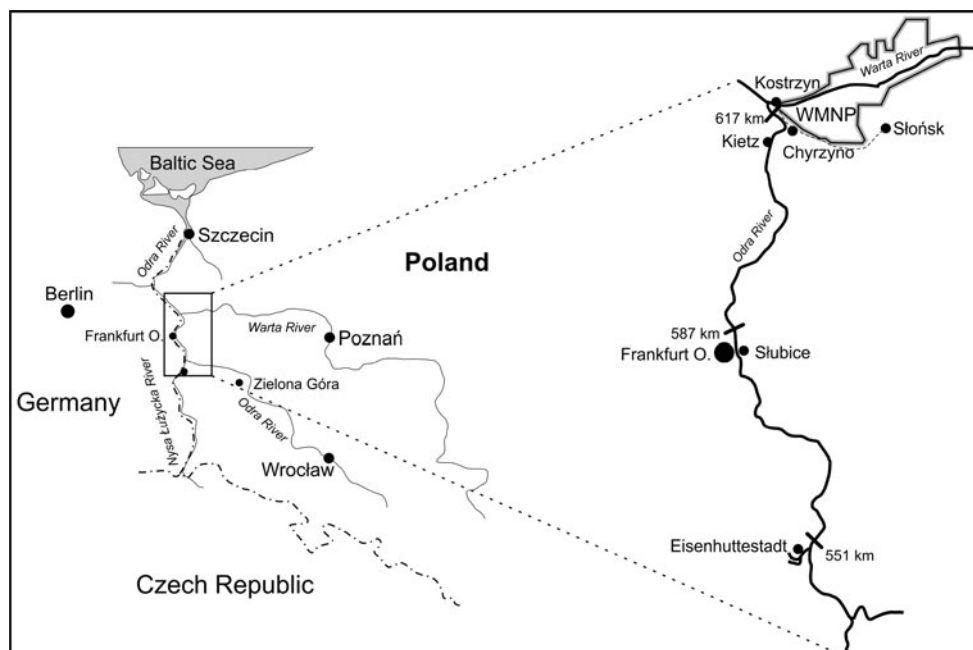 Baltic Sea
Odra River
Szczecin
Berlin
Frankfurt O.
Germany
Nysa Łużycka River
Poland
Warta River
Poznań
Zielona Góra
Odra River
Wrocław
Czech Republic
Kostrzyn
Warta River
617 km
WMNP
Słońsk
Kietz
Chyrzyno
Odra River
587 km
Frankfurt O.
Słubice
Eisenhuttestadt
551 km